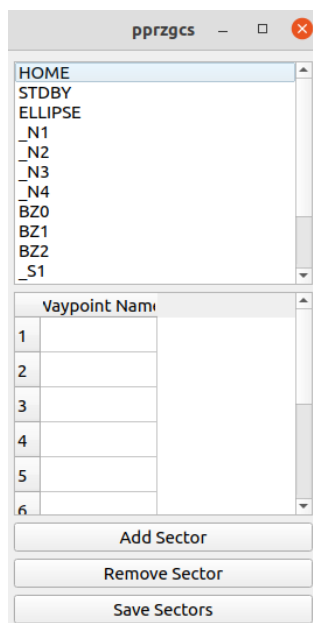 pprzgcs
HOME
STDBY
ELLIPSE
_N1
_N2
_N3
_N4
BZ0
BZ1
BZ2
_S1
Waypoint Name
1
2
3
4
5
6
Add Sector
Remove Sector
Save Sectors